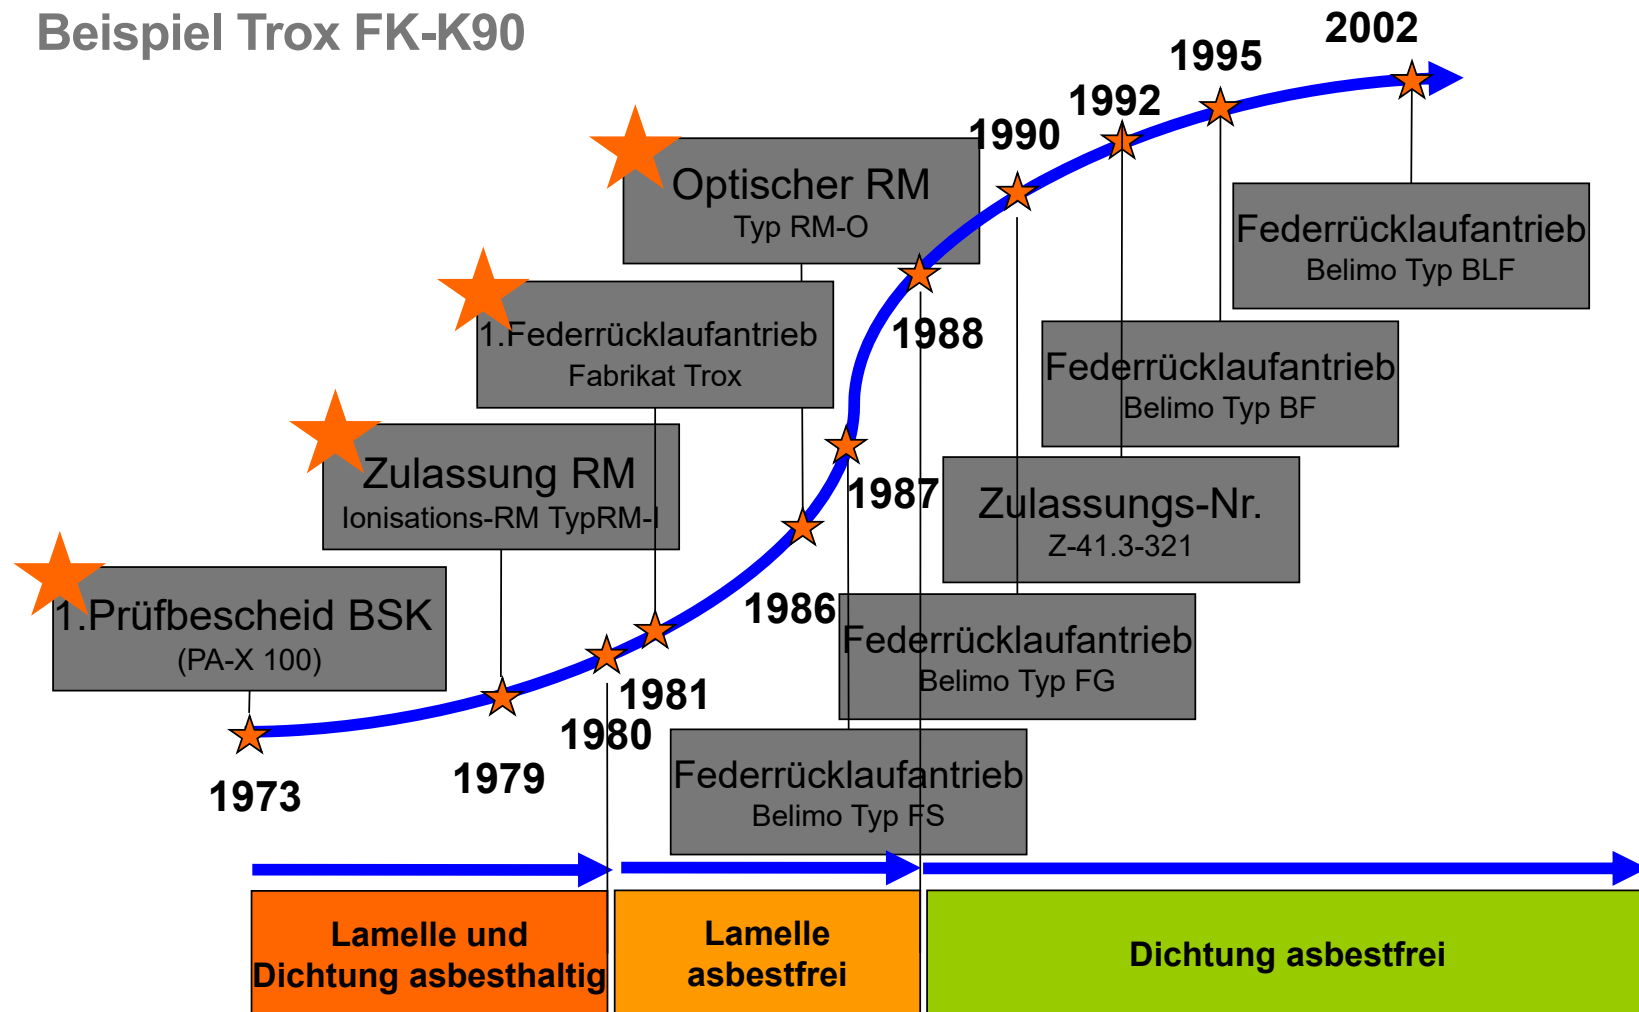 Beispiel Trox FK-K90
2002
1995
1992
1990
Optischer RM
Typ RM-O
Federrücklaufantrieb
Belimo Typ BLF
1.Federrücklaufantrieb
Fabrikat Trox
1988
Federrücklaufantrieb
Belimo Typ BF
Zulassung RM
Ionisations-RM TypRM-I
1987
Zulassungs-Nr.
Z-41.3-321
1.Prüfbescheid BSK
(PA-X 100)
1986
Federrücklaufantrieb
Belimo Typ FG
1981
1980
1979
1973
Federrücklaufantrieb
Belimo Typ FS
Lamelle und
Dichtung asbesthaltig
Lamelle
asbestfrei
Dichtung asbestfrei